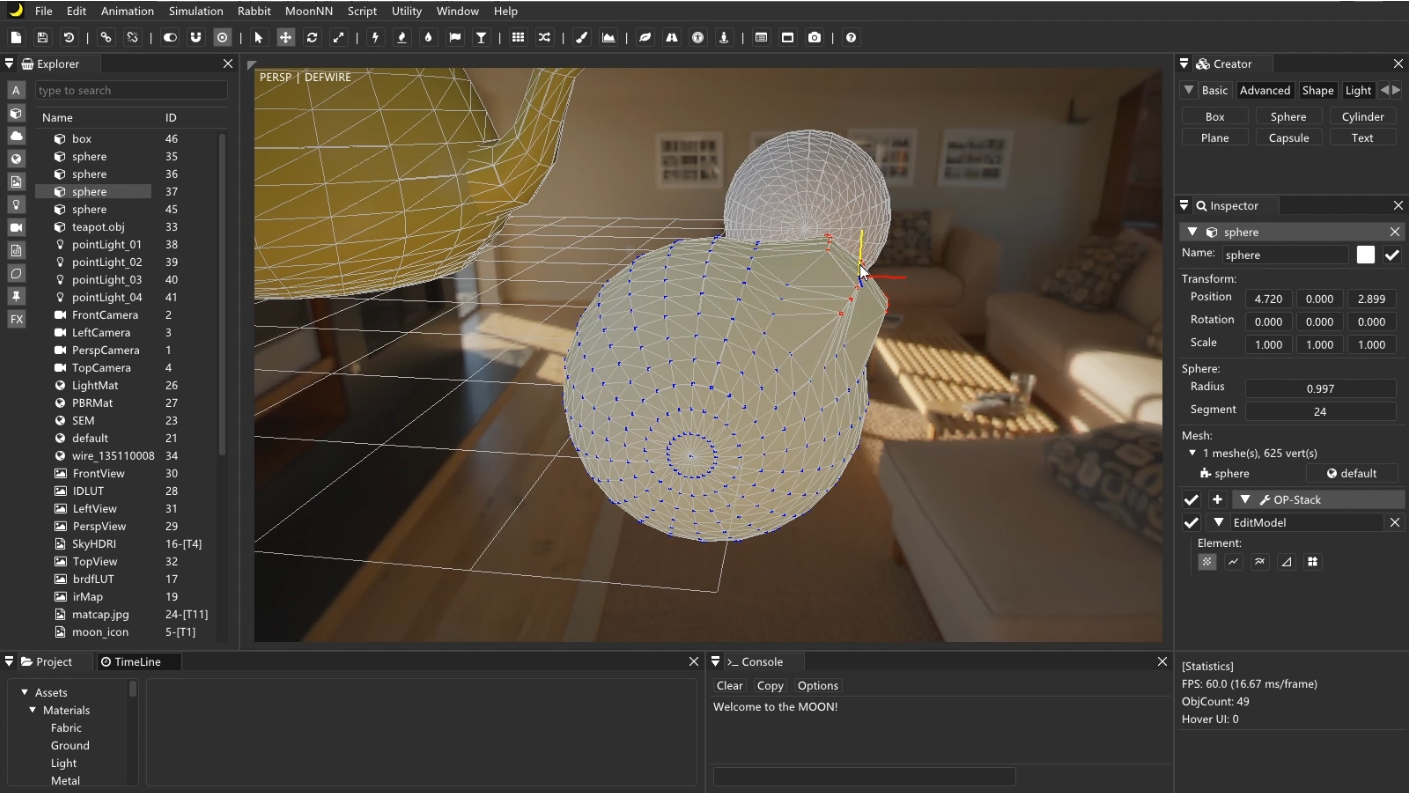 File Edit Animation Simulation Rabbit MoonNN Script Utility Window Help
Explorer
type to search
Name ID
box 46
sphere 35
sphere 36
sphere 37
sphere 45
teapot.obj 33
pointLight_01 38
pointLight_02 39
pointLight_03 40
pointLight_04 41
FrontCamera 2
LeftCamera 3
PerspCamera 1
TopCamera 4
LightMat 26
PBRMat 27
SEM 23
default 21
wire_135110008 34
FrontView 30
IDLUT 28
LeftView 31
PerspView 29
SkyHDRI 16-[T4]
TopView 32
brdfLUT 17
irMap 19
matcap.jpg 24-[T11]
moon_icon 5-[T1]
A
FX
PERSP | DEFWIRE
Creator
Basic Advanced Shape Light
Box Sphere Cylinder
Plane Capsule Text
Inspector
sphere
Name: sphere
Transform:
Position 4.720 0.000 2.899
Rotation 0.000 0.000 0.000
Scale 1.000 1.000 1.000
Sphere:
Radius 0.997
Segment 24
Mesh:
1 meshe(s), 625 vert(s)
sphere default
OP-Stack
EditModel
Element:
Project TimeLine
Assets
Materials
Fabric
Ground
Light
Metal
>_ Console
Clear Copy Options
Welcome to the MOON!
[Statistics]
FPS: 60.0 (16.67 ms/frame)
ObjCount: 49
Hover UI: 0